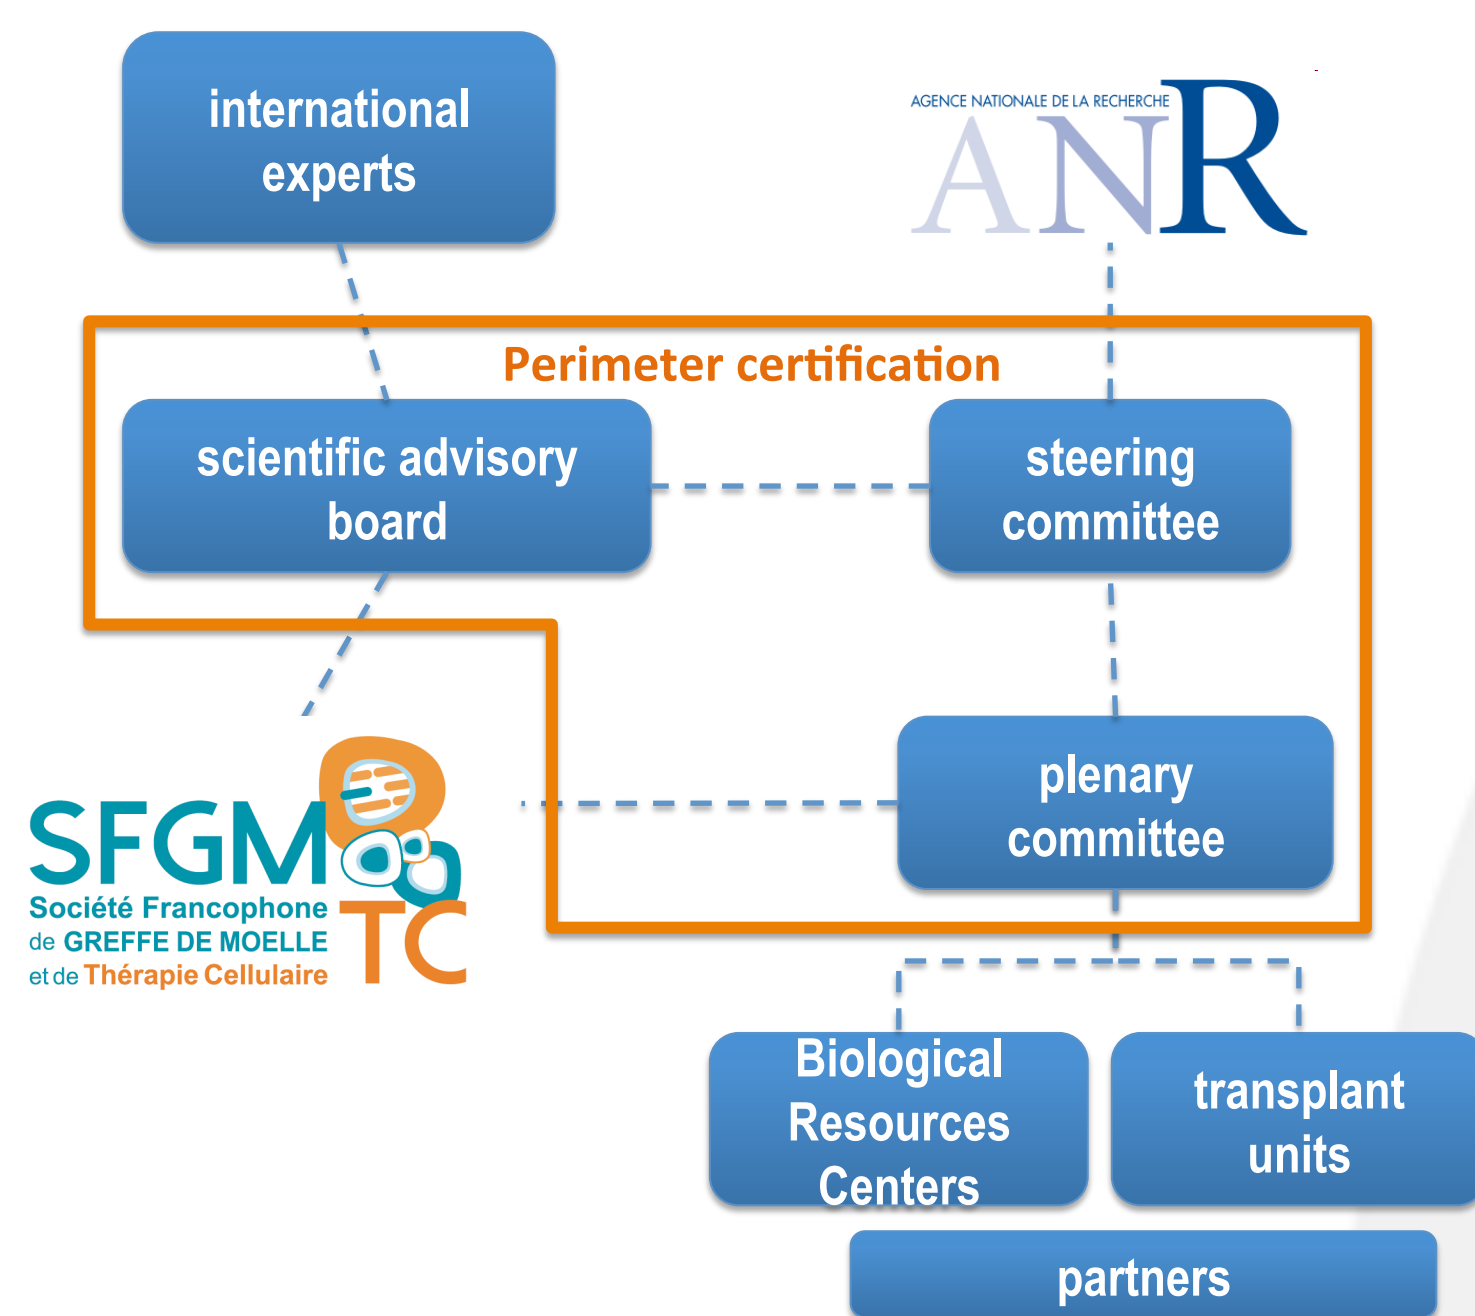 international
experts
AGENCE NATIONALE DE LA RECHERCHE
ANR
Perimeter certification
scientific advisory
board
steering
committee
plenary
committee
SFGM
TC
Société Francophone
de GREFFE DE MOELLE
et de Thérapie Cellulaire
Biological
Resources
Centers
transplant
units
partners